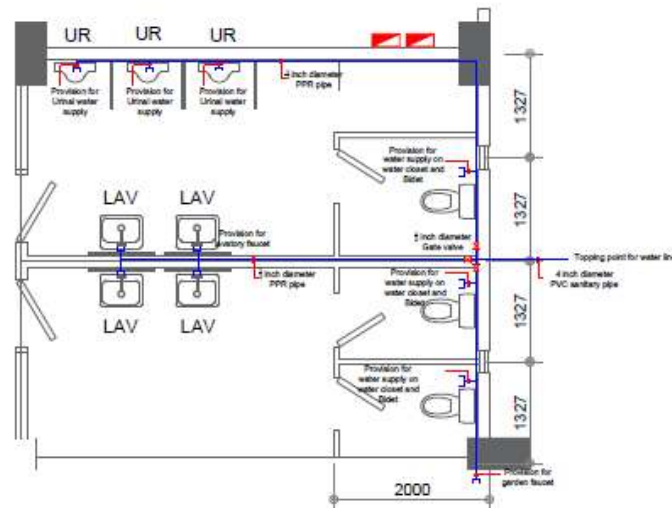 UR
UR
UR
Provision for
Urinal water
supply
Provision for
Urinal water
supply
Provision for
Urinal water
supply
inch diameter
PPR pipe
1327
Provision for
water supply on
water closet and
Bidet
1327
LAV
LAV
Provision for
lavatory faucet
inch diameter
Gate valve
Topping point for water line
inch diameter
PPR pipe
4 inch diameter
PVC sanitary pipe
Provision for
water supply on
water closet and
LAV
LAV
1327
Provision for
water supply on
water closet and
Bidet
1327
2000
Provision for
garden faucet